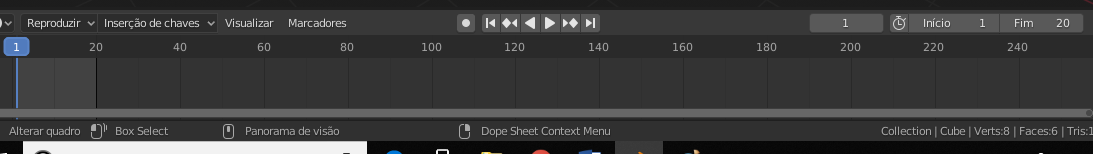 Reproduzir Inserção de chaves Visualizar Marcadores 1 Início 1 Fim 20
1 20 40 60 80 100 120 140 160 180 200 220 240
Alterar quadro Box Select Panorama de visão Dope Sheet Context Menu Collection | Cube | Verts:8 | Faces:6 | Tris:1